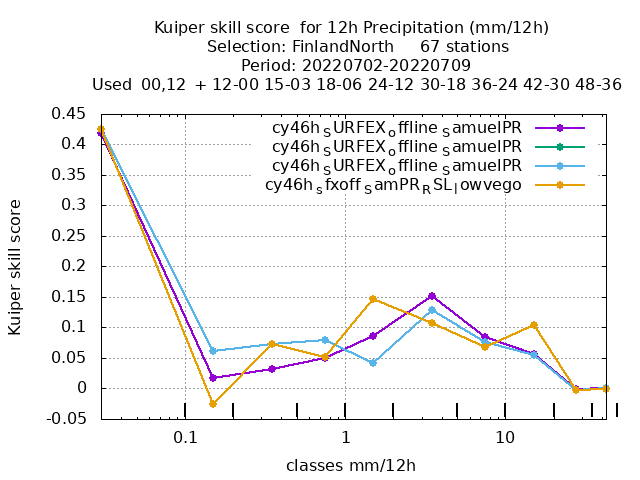 Kuiper skill score for 12h Precipitation (mm/12h)
Selection: FinlandNorth 67 stations
Period: 20220702-20220709
Used 00,12 + 12-00 15-03 18-06 24-12 30-18 36-24 42-30 48-36
cy46h_SURFEX_offline_SamuelPR
cy46h_SURFEX_offline_SamuelPR
cy46h_SURFEX_offline_SamuelPR
cy46h_sfxoff_SamPR_RSL_lowvego
0.45
0.4
0.35
0.3
0.25
0.2
0.15
0.1
0.05
0
-0.05
Kuiper skill score
0.1 1 10
classes mm/12h